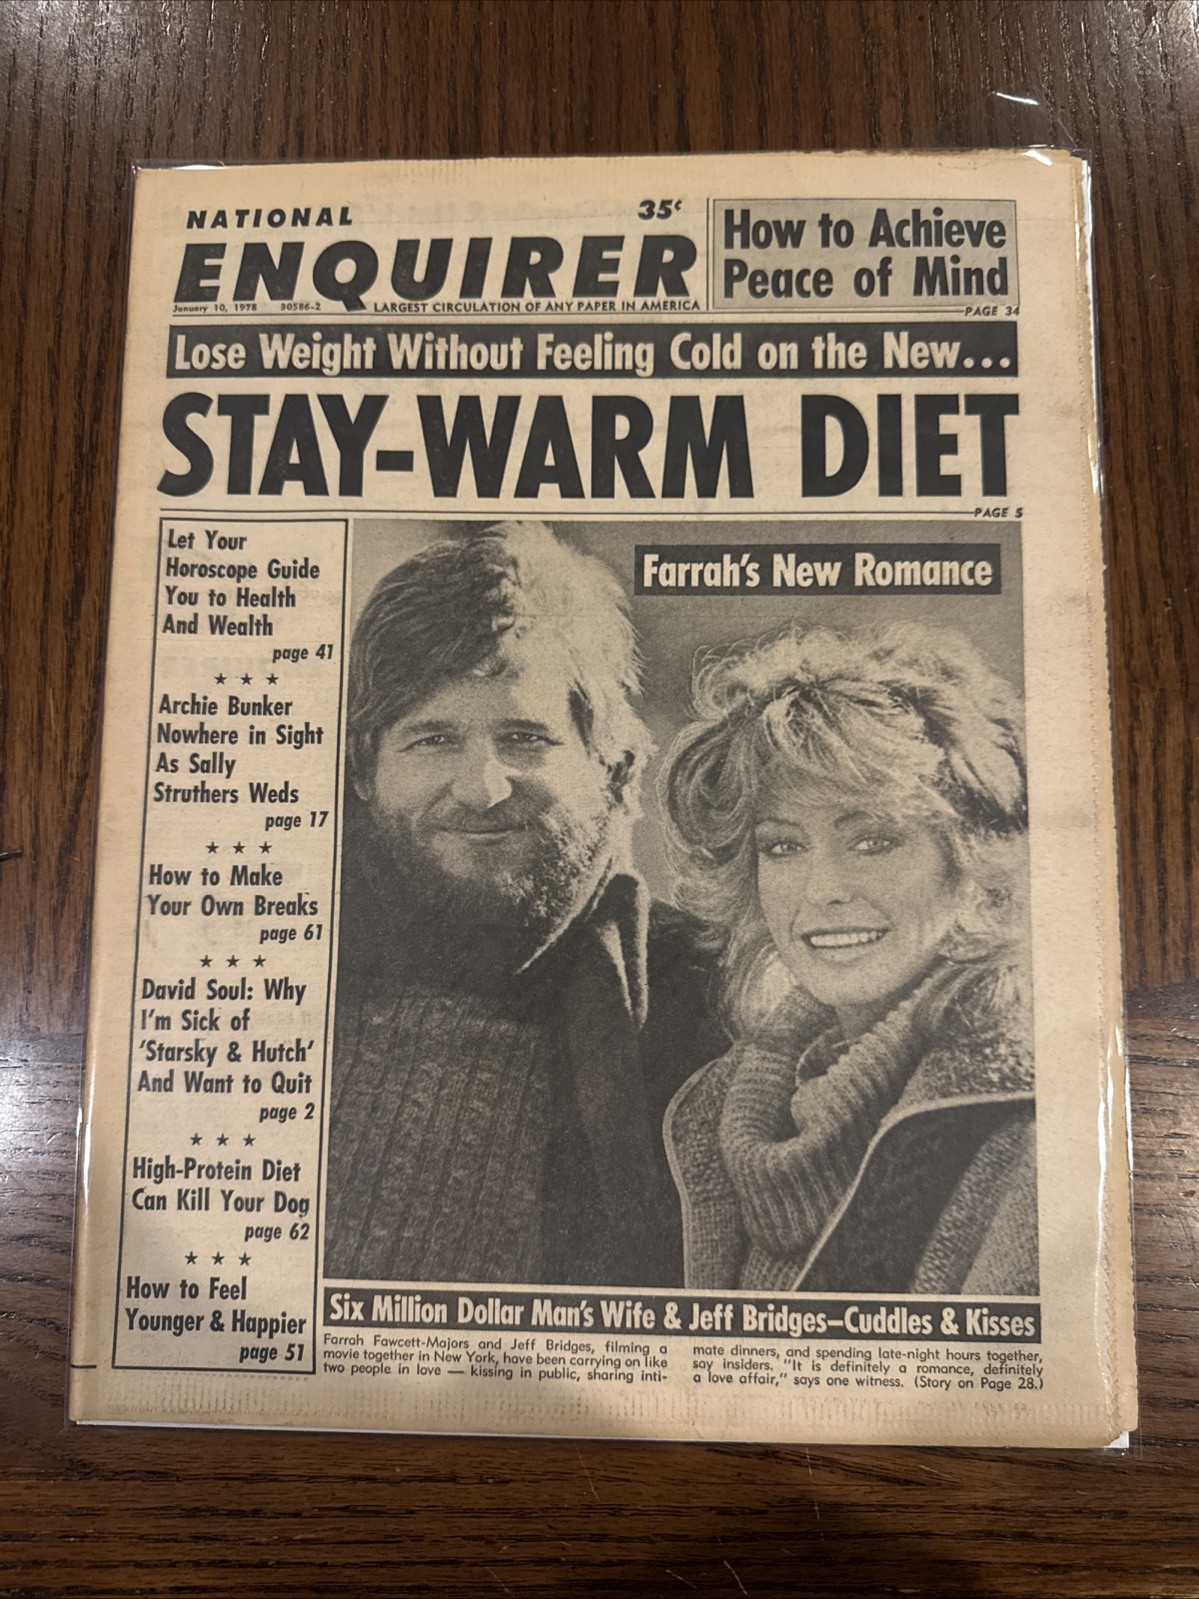 NATIONAL
35¢
ENQUIRER
January 10, 1978 30586-2 LARGEST CIRCULATION OF ANY PAPER IN AMERICA
How to Achieve
Peace of Mind
PAGE 34
Lose Weight Without Feeling Cold on the New...
STAY-WARM DIET
PAGE 5
Let Your
Horoscope Guide
You to Health
And Wealth
page 41
★ ★ ★
Archie Bunker
Nowhere in Sight
As Sally
Struthers Weds
page 17
★ ★ ★
How to Make
Your Own Breaks
page 61
★ ★ ★
David Soul: Why
I'm Sick of
'Starsky & Hutch'
And Want to Quit
page 2
★ ★ ★
High-Protein Diet
Can Kill Your Dog
page 62
★ ★ ★
How to Feel
Younger & Happier
page 51
Farrah's New Romance
Six Million Dollar Man's Wife & Jeff Bridges–Cuddles & Kisses
Farrah Fawcett-Majors and Jeff Bridges, filming a
movie together in New York, have been carrying on like
two people in love — kissing in public, sharing inti-
mate dinners, and spending late-night hours together,
say insiders. "It is definitely a romance, definitely
a love affair," says one witness. (Story on Page 28.)